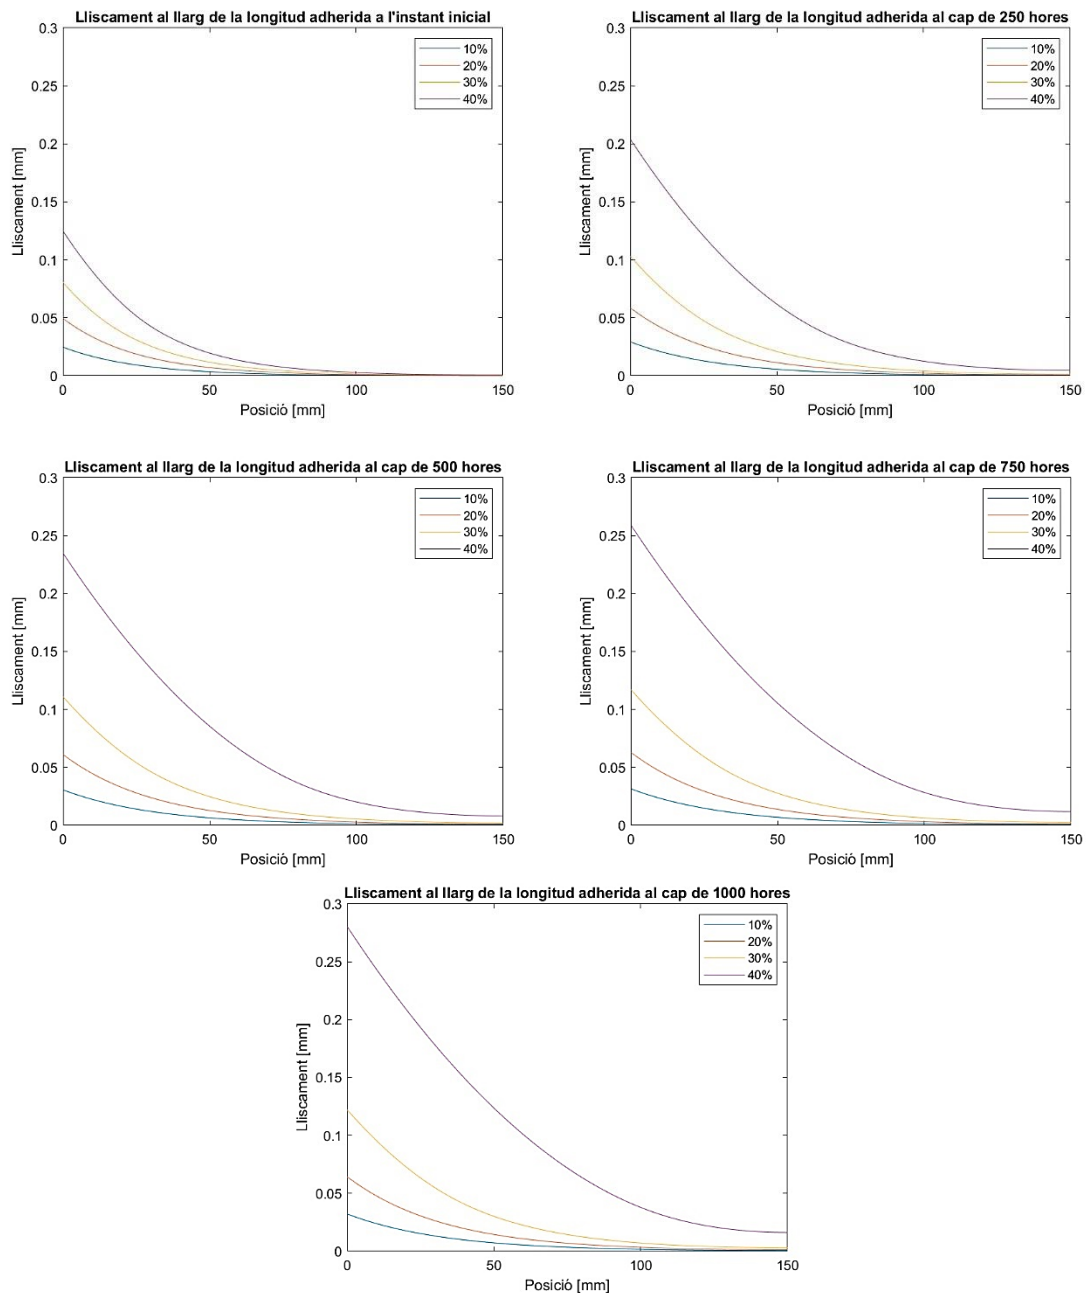 Lliscament al llarg de la longitud adherida a l'instant inicial
0.3
0.25
0.2
0.15
0.1
0.05
0
Lliscament [mm]
10%
20%
30%
40%
0 50 100 150
Posició [mm]
Lliscament al llarg de la longitud adherida al cap de 250 hores
0.3
0.25
0.2
0.15
0.1
0.05
0
Lliscament [mm]
10%
20%
30%
40%
0 50 100 150
Posició [mm]
Lliscament al llarg de la longitud adherida al cap de 500 hores
0.3
0.25
0.2
0.15
0.1
0.05
0
Lliscament [mm]
10%
20%
30%
40%
0 50 100 150
Posició [mm]
Lliscament al llarg de la longitud adherida al cap de 750 hores
0.3
0.25
0.2
0.15
0.1
0.05
0
Lliscament [mm]
10%
20%
30%
40%
0 50 100 150
Posició [mm]
Lliscament al llarg de la longitud adherida al cap de 1000 hores
0.3
0.25
0.2
0.15
0.1
0.05
0
Lliscament [mm]
10%
20%
30%
40%
0 50 100 150
Posició [mm]